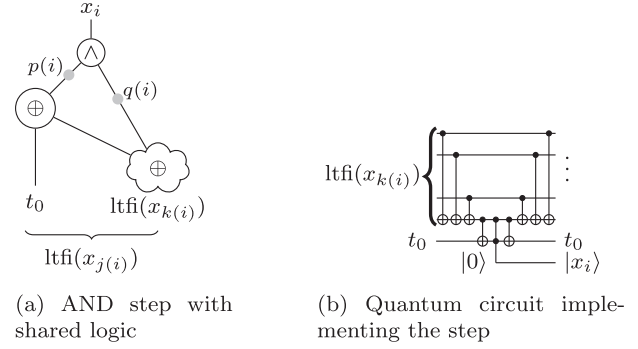 x_i
∧
p(i)
q(i)
⊕
⊕
t_0
ltfi(x_{k(i)})
ltfi(x_{j(i)})
(a) AND step with
shared logic
ltfi(x_{k(i)})
⋮
t_0
t_0
|0⟩
|x_i⟩
(b) Quantum circuit imple-
menting the step